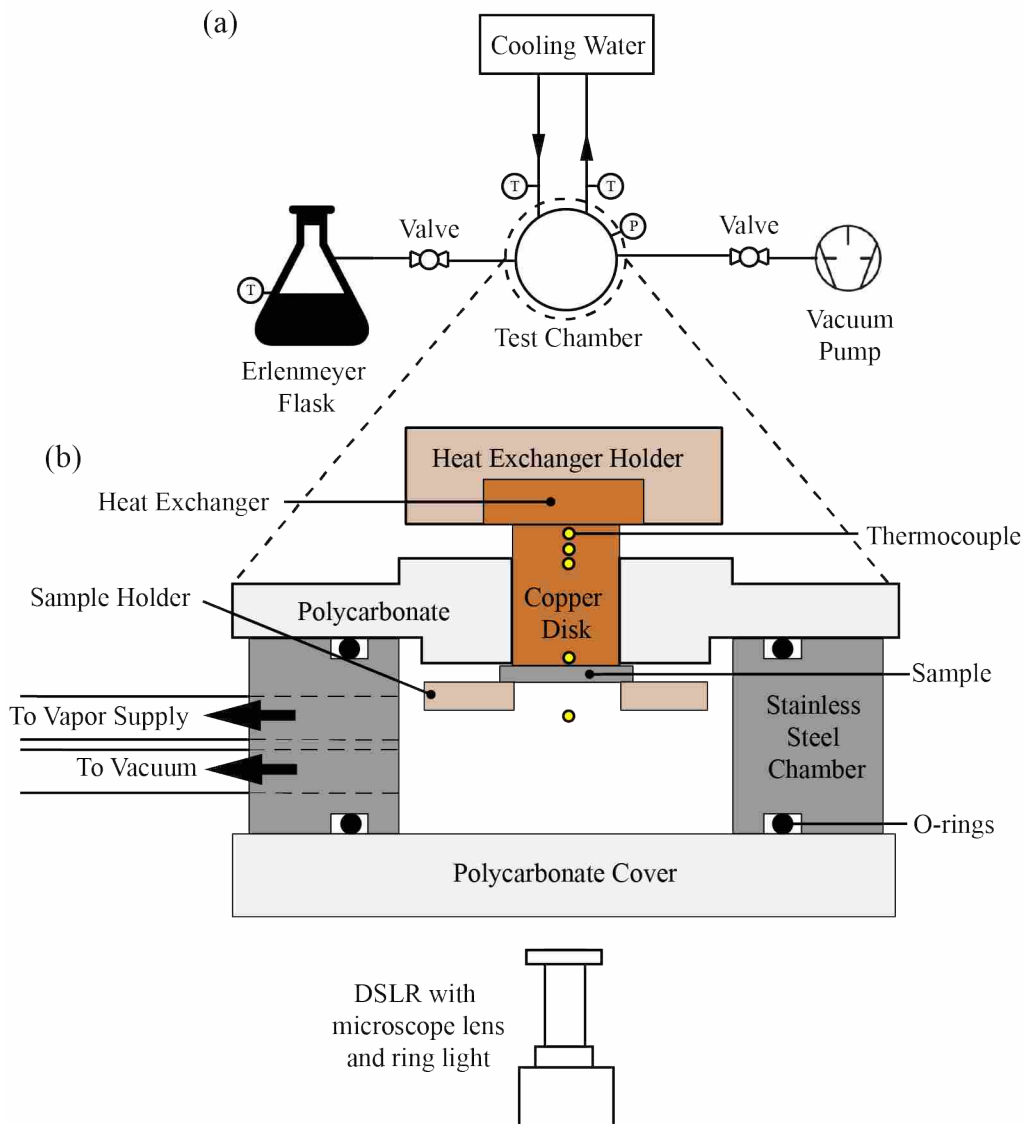 (a)
Cooling Water
T
T
P
Valve
Valve
T
Test Chamber
Vacuum
Pump
Erlenmeyer
Flask
(b)
Heat Exchanger Holder
Heat Exchanger
Thermocouple
Sample Holder
Polycarbonate
Copper
Disk
Sample
To Vapor Supply
Stainless
Steel
Chamber
To Vacuum
O-rings
Polycarbonate Cover
DSLR with
microscope lens
and ring light